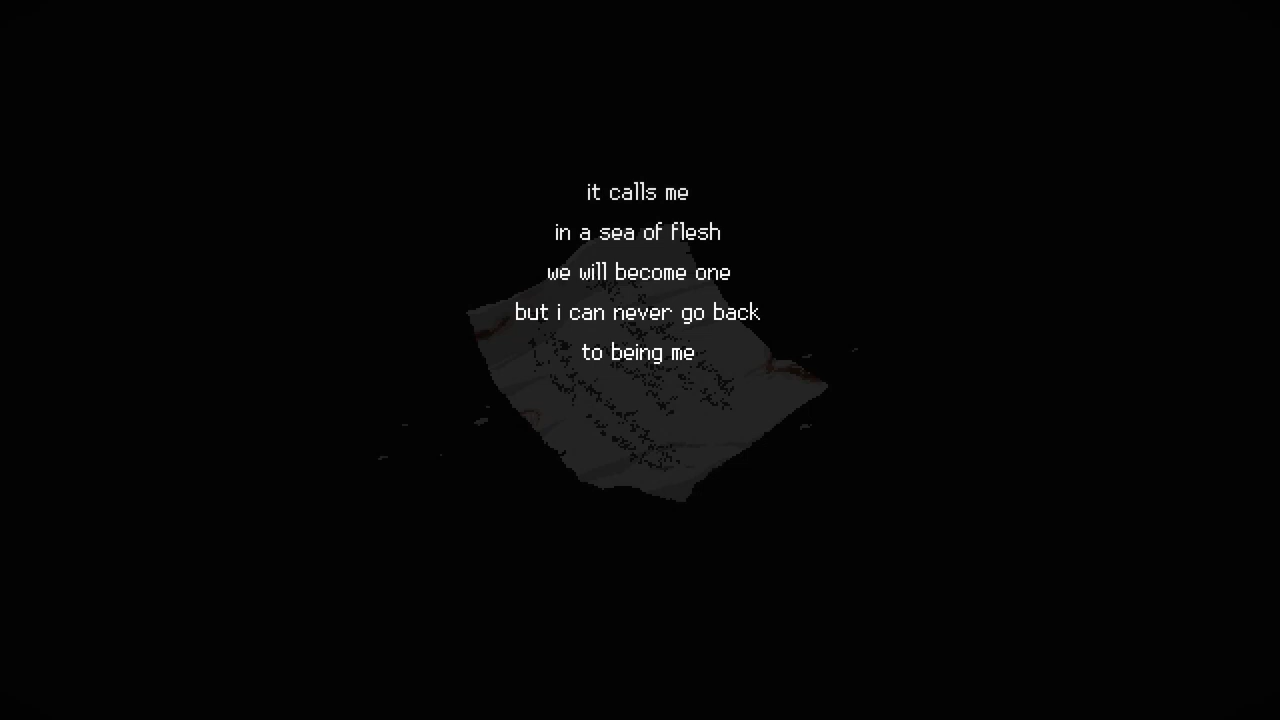 it calls me
in a sea of flesh
we will become one
but i can never go back
to being me